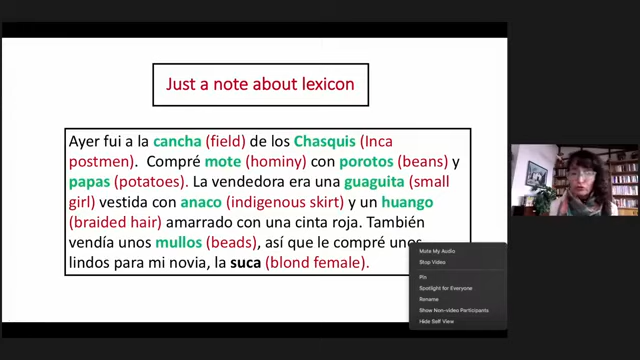 Just a note about lexicon
Ayer fui a la cancha (field) de los Chasquis (Inca
postmen). Compré mote (hominy) con porotos (beans) y
papas (potatoes). La vendedora era una guaguita (small
girl) vestida con anaco (indigenous skirt) y un huango
(braided hair) amarrado con una cinta roja. También
vendía unos mullos (beads), así que le compré unos
lindos para mi novia, la suca (blond female).
Mute My Audio
Stop Video
Pin
Spotlight for Everyone
Rename
Show Non-video Participants
Hide Self View